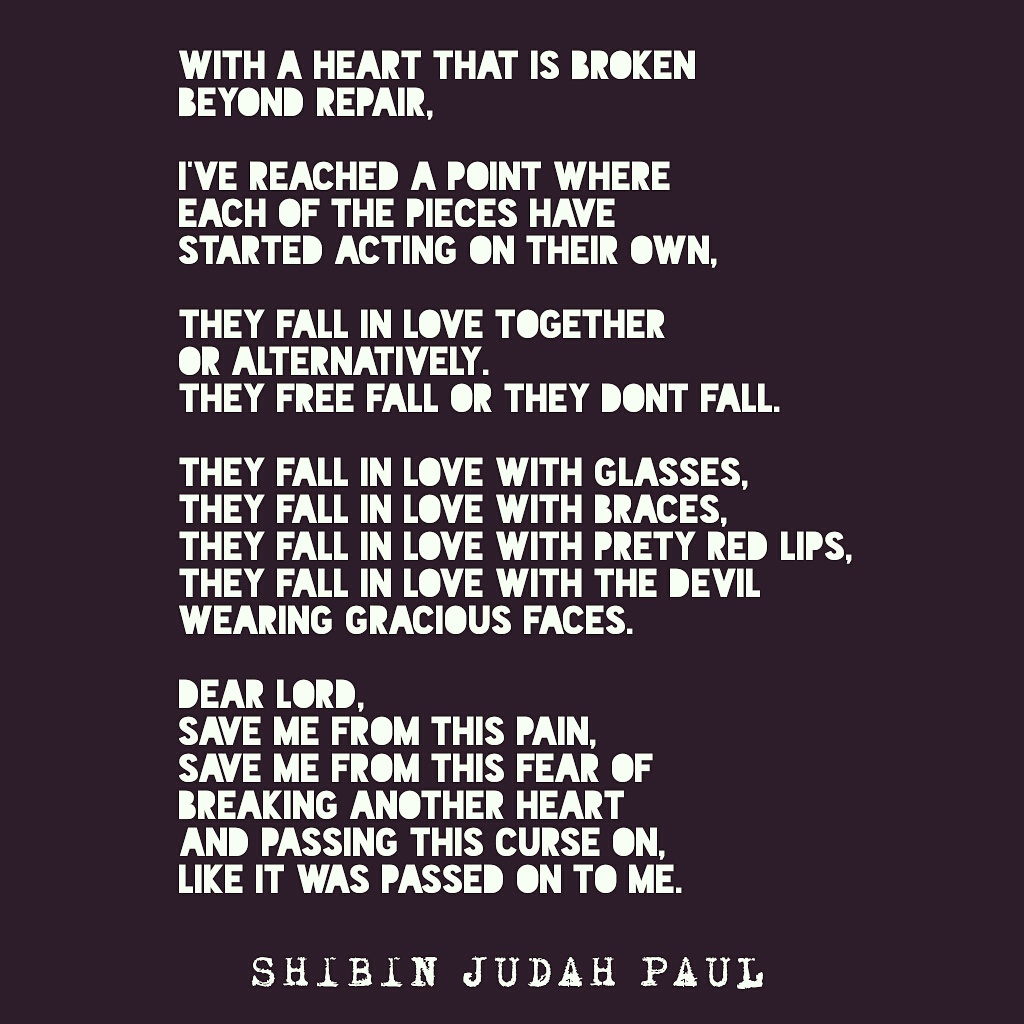 WITH A HEART THAT IS BROKEN
BEYOND REPAIR,
I'VE REACHED A POINT WHERE
EACH OF THE PIECES HAVE
STARTED ACTING ON THEIR OWN,
THEY FALL IN LOVE TOGETHER
OR ALTERNATIVELY.
THEY FREE FALL OR THEY DONT FALL.
THEY FALL IN LOVE WITH GLASSES,
THEY FALL IN LOVE WITH BRACES,
THEY FALL IN LOVE WITH PRETY RED LIPS,
THEY FALL IN LOVE WITH THE DEVIL
WEARING GRACIOUS FACES.
DEAR LORD,
SAVE ME FROM THIS PAIN,
SAVE ME FROM THIS FEAR OF
BREAKING ANOTHER HEART
AND PASSING THIS CURSE ON,
LIKE IT WAS PASSED ON TO ME.
SHIBIN JUDAH PAUL